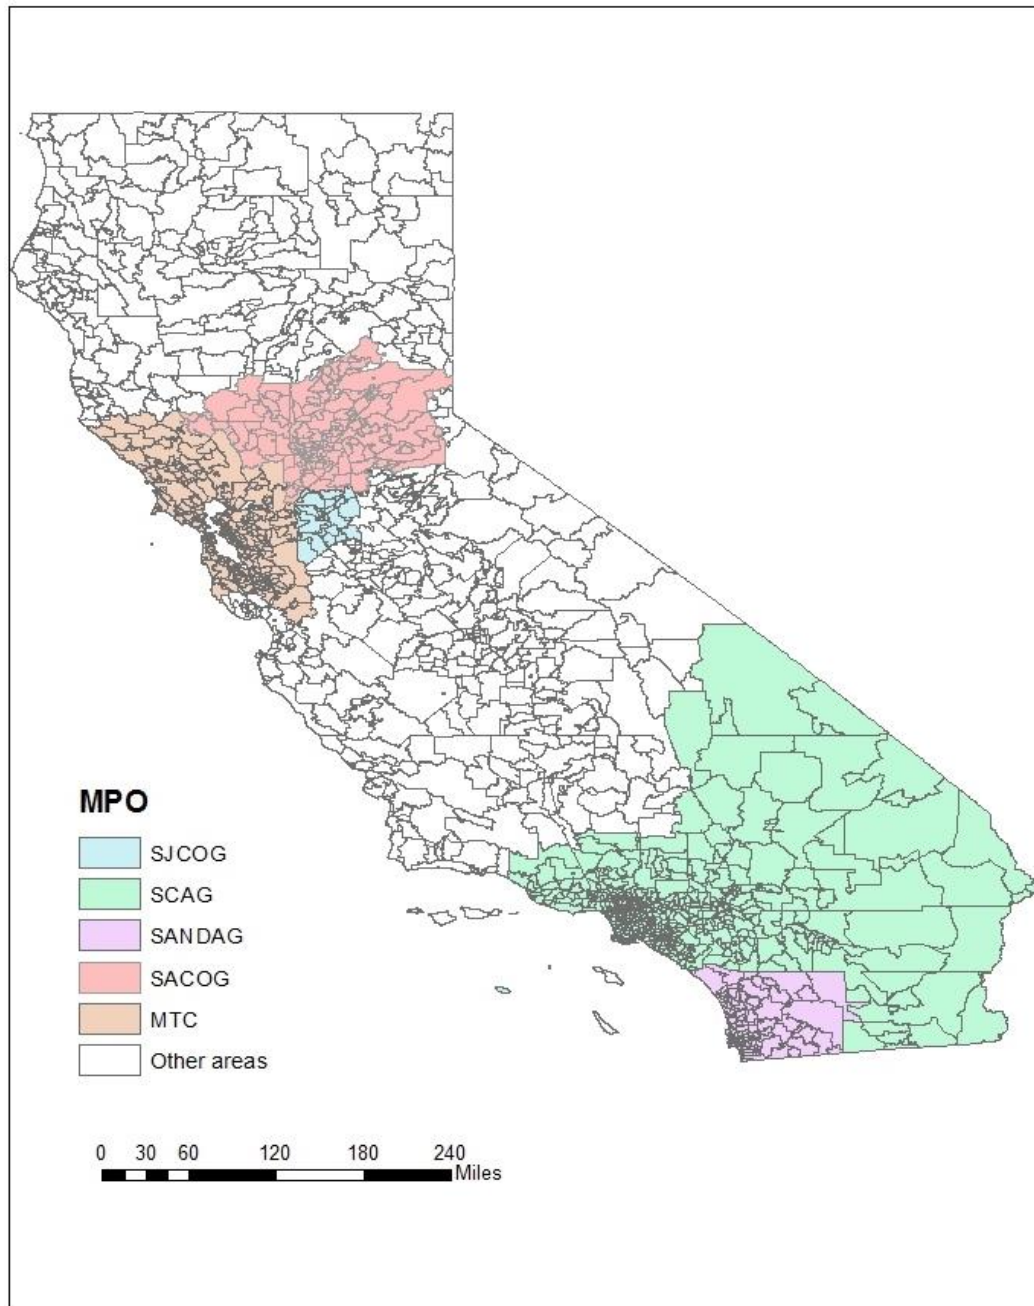 MPO
SJCOG
SCAG
SANDAG
SACOG
MTC
Other areas
0 30 60 120 180 240
Miles